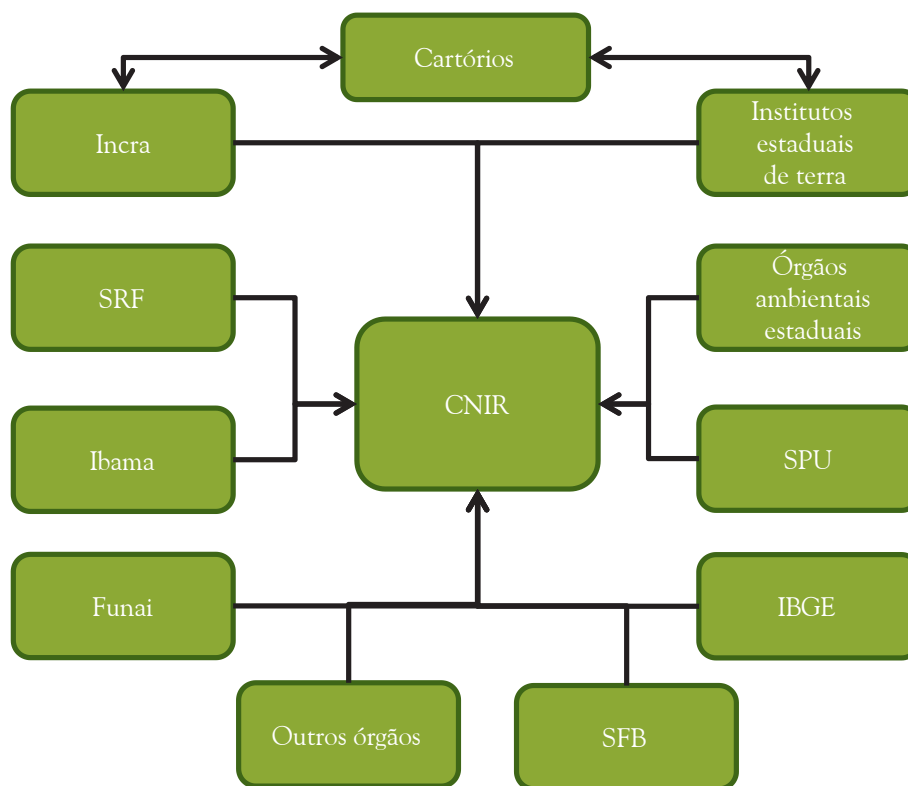 Cartórios
Incra
Institutos
estaduais
de terra
SRF
Órgãos
ambientais
estaduais
CNIR
Ibama
SPU
Funai
IBGE
Outros órgãos
SFB